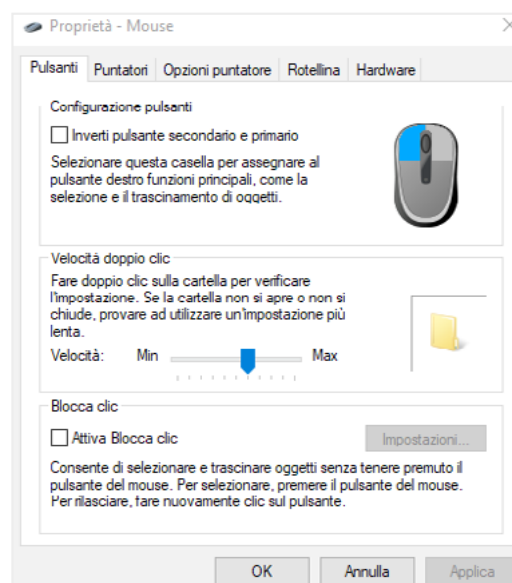 Proprietà - Mouse
Pulsanti Puntatori Opzioni puntatore Rotellina Hardware
Configurazione pulsanti
Inverti pulsante secondario e primario
Selezionare questa casella per assegnare al
pulsante destro funzioni principali, come la
selezione e il trascinamento di oggetti.
Velocità doppio clic
Fare doppio clic sulla cartella per verificare
l'impostazione. Se la cartella non si apre o non si
chiude, provare ad utilizzare un'impostazione più
lenta.
Velocità: Min Max
Blocca clic
Attiva Blocca clic
Impostazioni...
Consente di selezionare e trascinare oggetti senza tenere premuto il
pulsante del mouse. Per selezionare, premere il pulsante del mouse.
Per rilasciare, fare nuovamente clic sul pulsante.
OK Annulla Applica